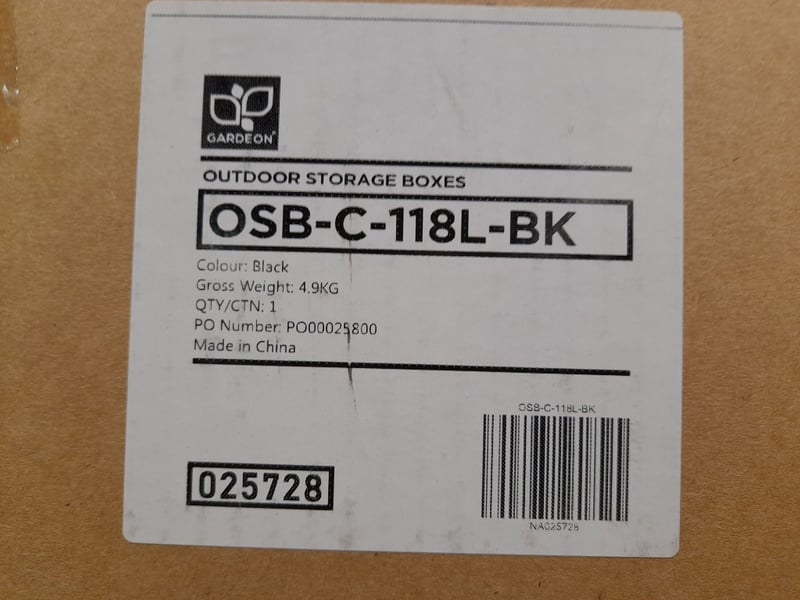 GARDEON®
OUTDOOR STORAGE BOXES
OSB-C-118L-BK
Colour: Black
Gross Weight: 4.9KG
QTY/CTN: 1
PO Number: PO00025800
Made in China
OSB-C-118L-BK
025728
NA025728